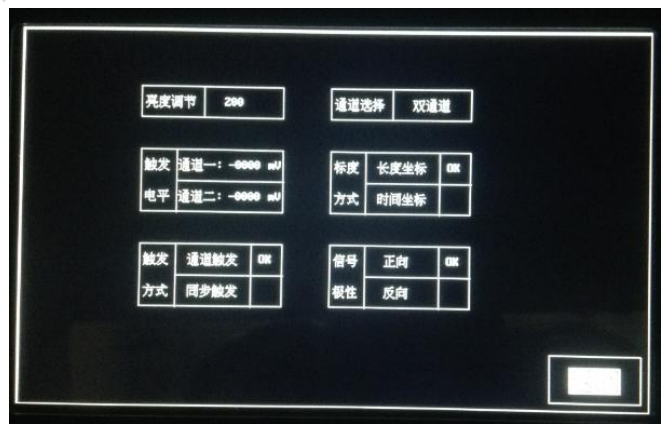 亮度调节 200
通道选择 双通道
触发电平 通道一：-0000 mV
通道二：-0000 mV
标度方式 长度坐标 OK
时间坐标
触发方式 通道触发 OK
同步触发
信号极性 正向 OK
反向